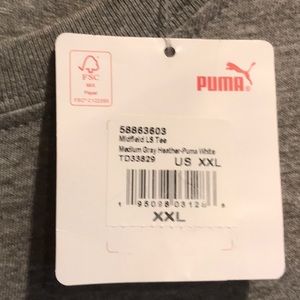 FSC
MIX
Paper
PUMA
58863603
Midfield LS Tee
Medium Gray Heather-Puma White
TD33829 US XXL
XXL